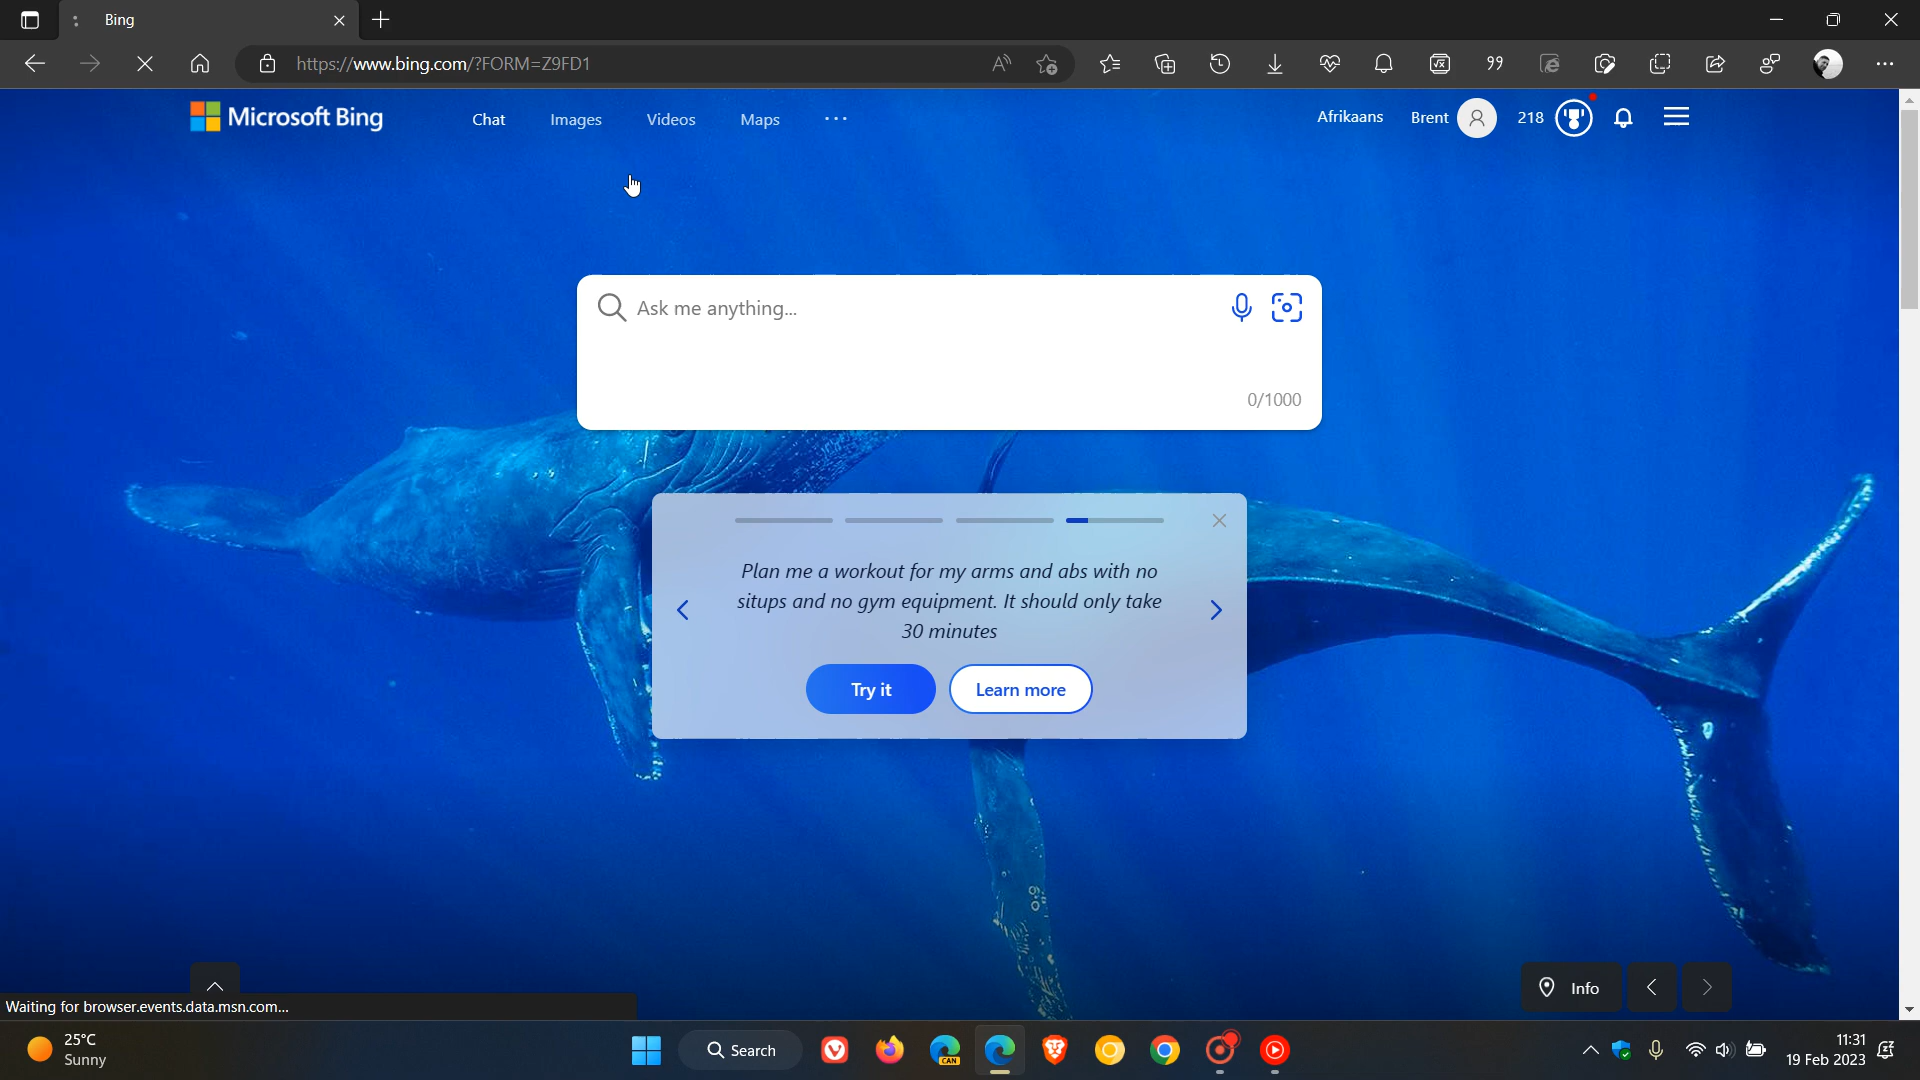 Bing
https://www.bing.com/?FORM=Z9FD1
Microsoft Bing
Chat
Images
Videos
Maps
Afrikaans
Brent
218
Ask me anything...
0/1000
Plan me a workout for my arms and abs with no
situps and no gym equipment. It should only take
30 minutes
Try it
Learn more
Info
Waiting for browser.events.data.msn.com...
25°C
Sunny
Search
CAN
11:31
19 Feb 2023